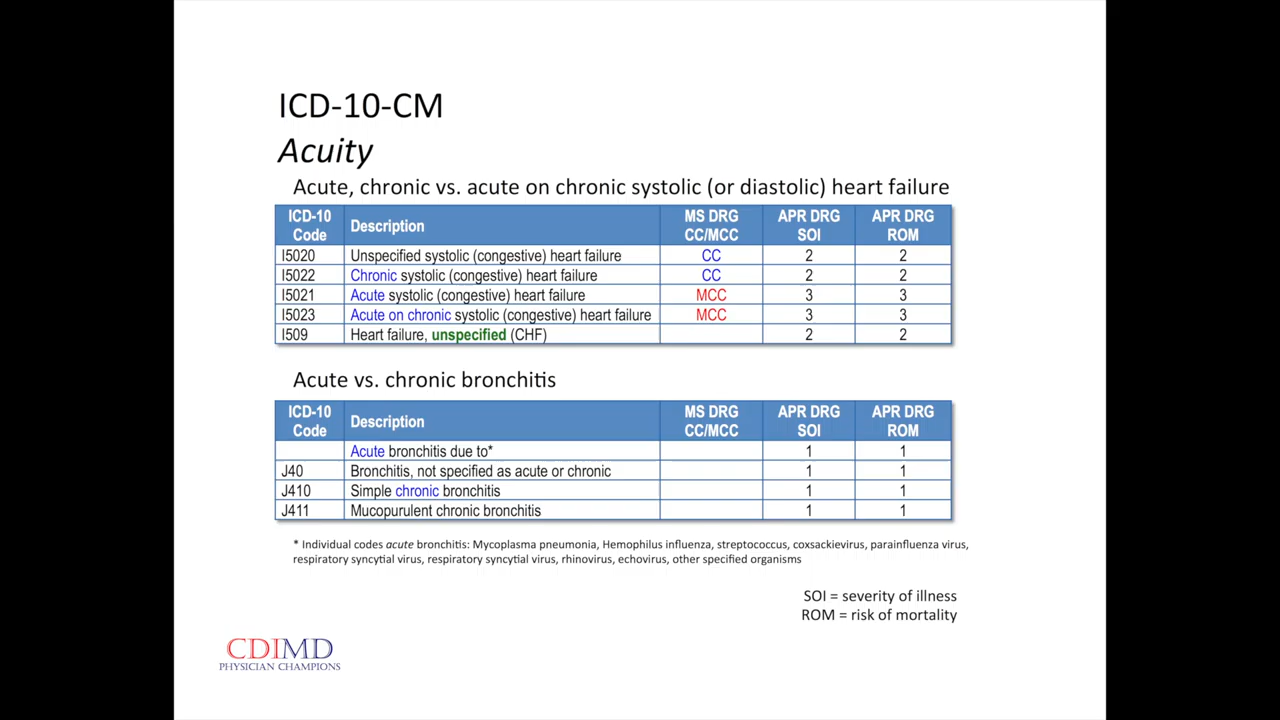 ICD-10-CM
Acuity
Acute, chronic vs. acute on chronic systolic (or diastolic) heart failure
ICD-10 Code Description MS DRG CC/MCC APR DRG SOI APR DRG ROM
I5020 Unspecified systolic (congestive) heart failure CC 2 2
I5022 Chronic systolic (congestive) heart failure CC 2 2
I5021 Acute systolic (congestive) heart failure MCC 3 3
I5023 Acute on chronic systolic (congestive) heart failure MCC 3 3
I509 Heart failure, unspecified (CHF) 2 2
Acute vs. chronic bronchitis
ICD-10 Code Description MS DRG CC/MCC APR DRG SOI APR DRG ROM
Acute bronchitis due to* 1 1
J40 Bronchitis, not specified as acute or chronic 1 1
J410 Simple chronic bronchitis 1 1
J411 Mucopurulent chronic bronchitis 1 1
* Individual codes acute bronchitis: Mycoplasma pneumonia, Hemophilus influenza, streptococcus, coxsackievirus, parainfluenza virus,
respiratory syncytial virus, respiratory syncytial virus, rhinovirus, echovirus, other specified organisms
SOI = severity of illness
ROM = risk of mortality
CDIMD
PHYSICIAN CHAMPIONS